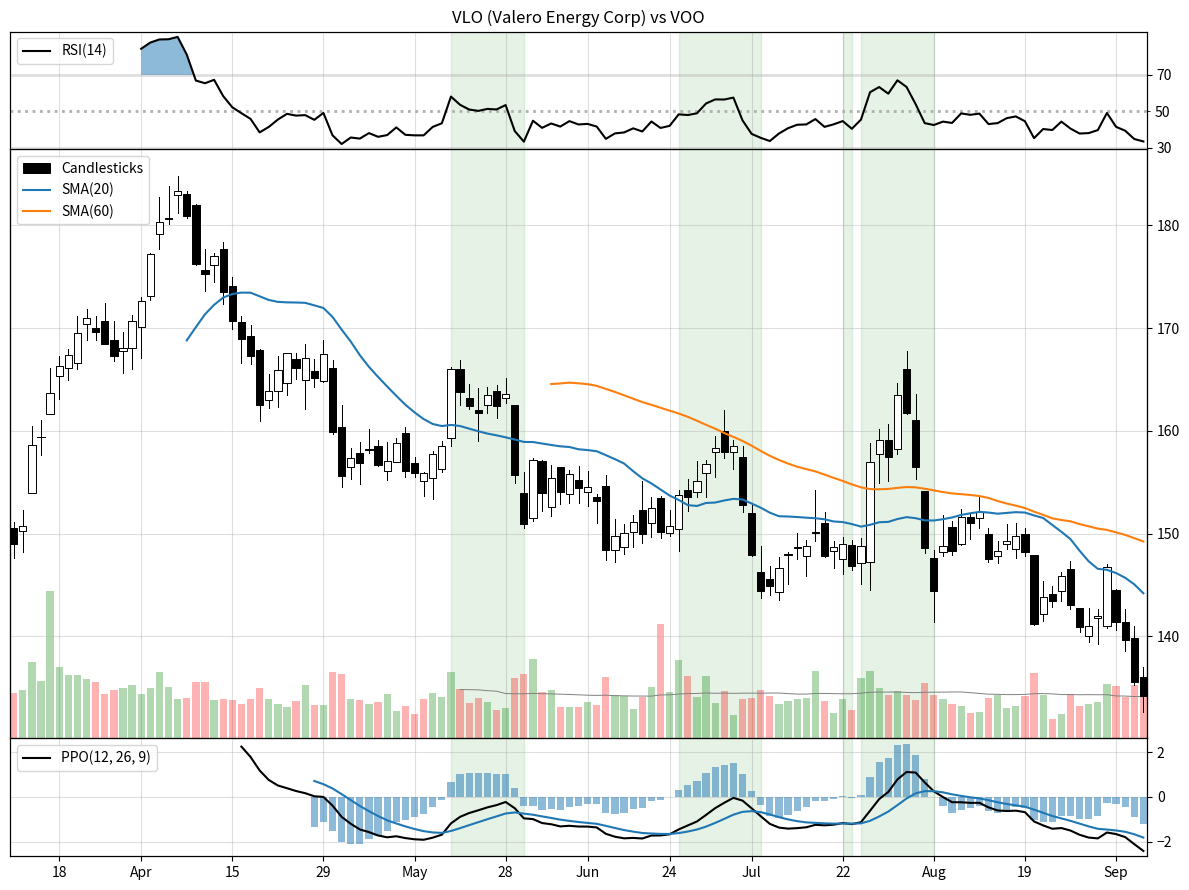 VLO (Valero Energy Corp) vs VOO
RSI(14)
70
50
30
Candlesticks
SMA(20)
SMA(60)
180
170
160
150
140
PPO(12, 26, 9)
2
0
−2
18 Apr 15 29 May 28 Jun 24 Jul 22 Aug 19 Sep